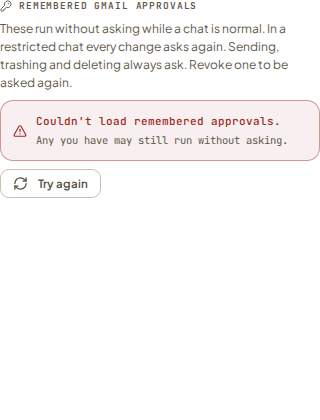 REMEMBERED GMAIL APPROVALS
These run without asking while a chat is normal. In a
restricted chat every change asks again. Sending,
trashing and deleting always ask. Revoke one to be
asked again.
Couldn't load remembered approvals.
Any you have may still run without asking.
Try again